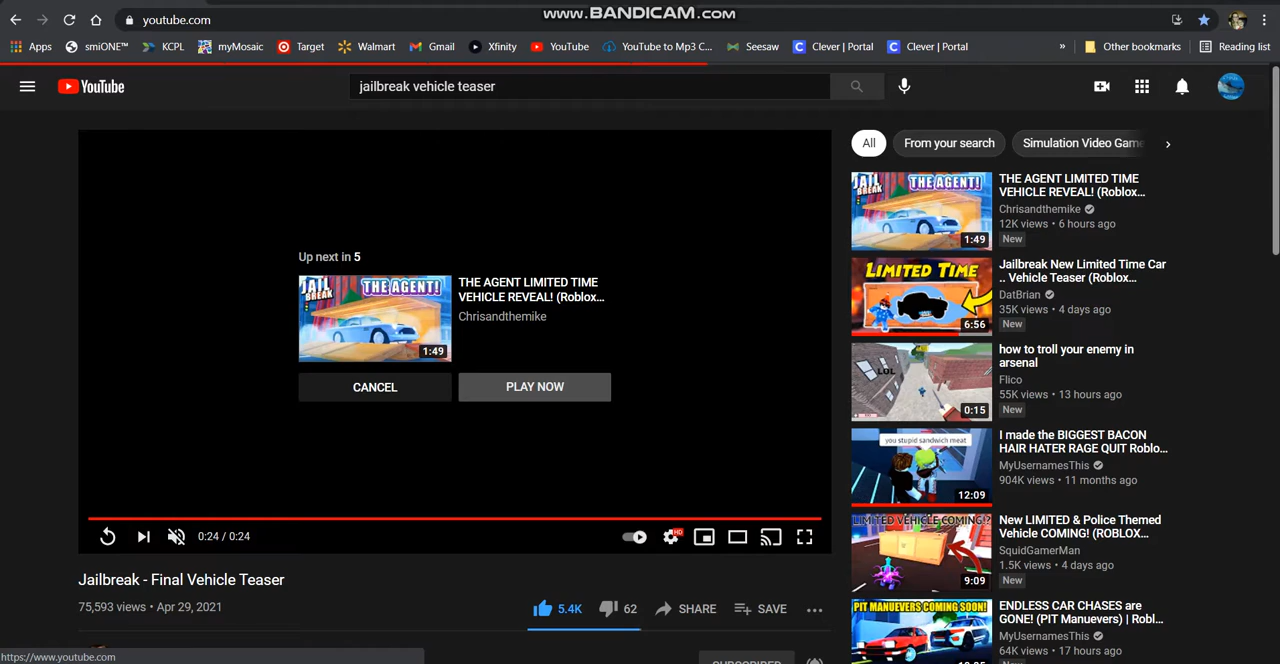 www.BANDICAM.com
youtube.com
Apps smiONE™ KCPL myMosaic Target Walmart Gmail Xfinity YouTube YouTube to Mp3 C... Seesaw Clever | Portal Clever | Portal » Other bookmarks Reading list
YouTube
jailbreak vehicle teaser
All From your search Simulation Video Game
Up next in 5
JAIL BREAK THE AGENT!
1:49
THE AGENT LIMITED TIME
VEHICLE REVEAL! (Roblox...
Chrisandthemike
CANCEL PLAY NOW
0:24 / 0:24
HD
Jailbreak - Final Vehicle Teaser
75,593 views • Apr 29, 2021
5.4K 62 SHARE SAVE ...
SUBSCRIBED
https://www.youtube.com
JAIL BREAK THE AGENT!
1:49
THE AGENT LIMITED TIME
VEHICLE REVEAL! (Roblox...
Chrisandthemike
12K views • 6 hours ago
New
LIMITED TIME
6:56
Jailbreak New Limited Time Car
.. Vehicle Teaser (Roblox...
DatBrian
35K views • 4 days ago
New
LOL
0:15
how to troll your enemy in
arsenal
Flico
55K views • 13 hours ago
New
you stupid sandwich meat
12:09
I made the BIGGEST BACON
HAIR HATER RAGE QUIT Roblo...
MyUsernamesThis
904K views • 11 months ago
LIMITED VEHICLE COMING!?
9:09
New LIMITED & Police Themed
Vehicle COMING! (ROBLOX...
SquidGamerMan
1.5K views • 4 days ago
New
PIT MANUEVERS COMING SOON!
ENDLESS CAR CHASES are
GONE! (PIT Manuevers) | Robl...
MyUsernamesThis
64K views • 17 hours ago